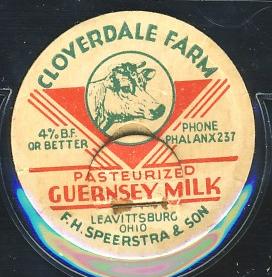 CLOVERDALE FARM
4% B.F.
OR BETTER
PHONE
PHALANX 237
PASTEURIZED
GUERNSEY MILK
LEAVITTSBURG
OHIO
F.H. SPEERSTRA & SON